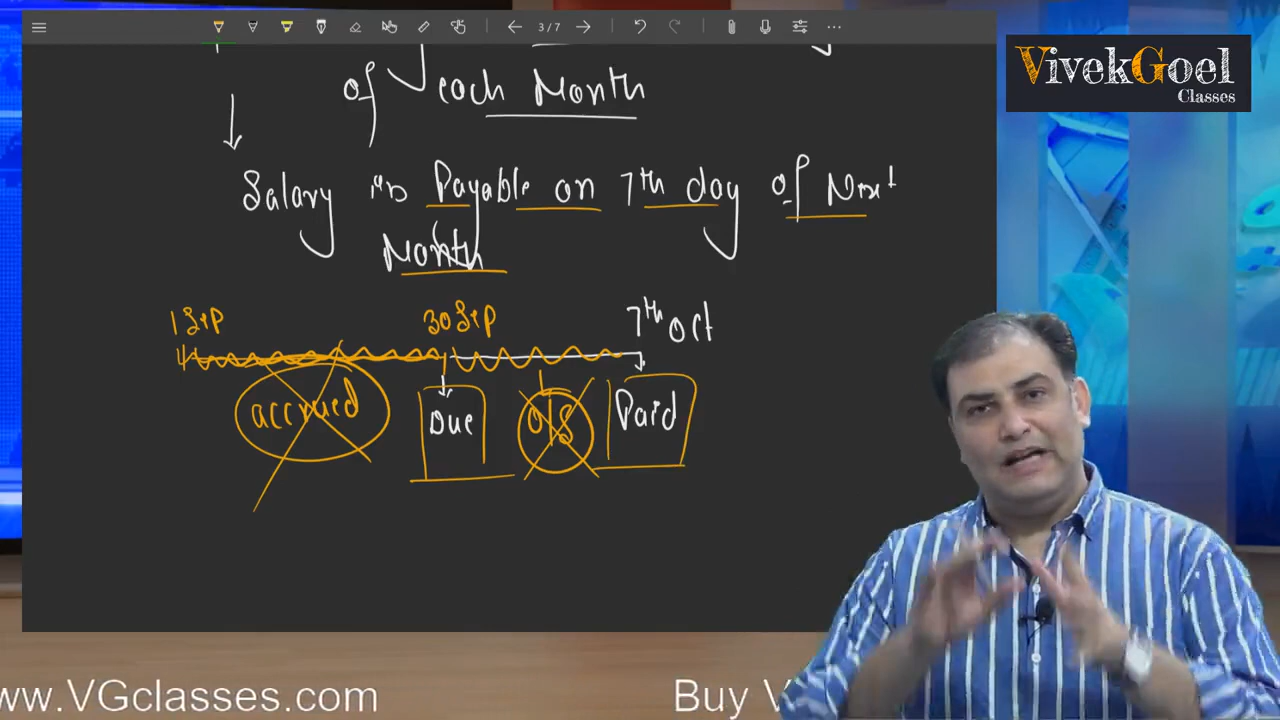 3/7
VivekGoel
Classes
of each Month
Salary is Payable on 7th day of Next
Month
1 Sep
30 Sep
7th Oct
accrued
Due
O/S
Paid
www.VGclasses.com
Buy V